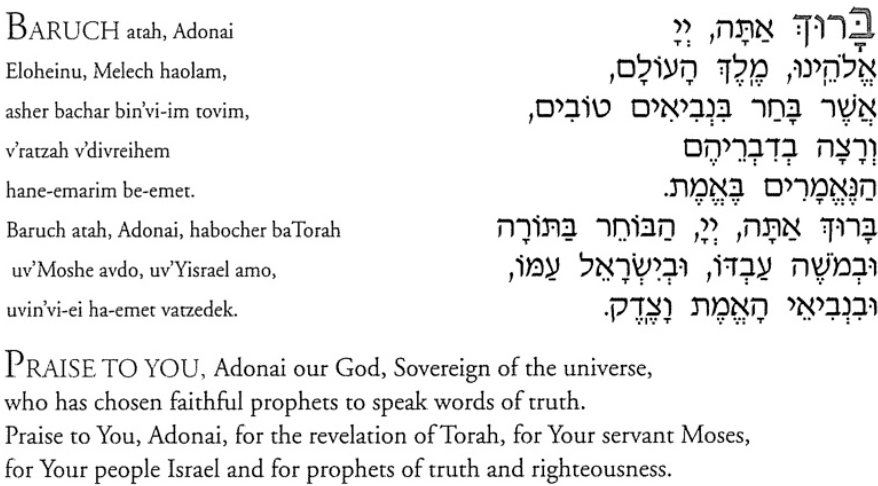 BARUCH atah, Adonai
Eloheinu, Melech haolam,
asher bachar bin'vi-im tovim,
v'ratzah v'divreihem
hane-emarim be-emet.
Baruch atah, Adonai, habocher baTorah
uv'Moshe avdo, uv'Yisrael amo,
uvin'vi-ei ha-emet vatzedek.
בָּרוּךְ אַתָּה, יְיָ
אֱלֹהֵֽינוּ, מֶֽלֶךְ הָעוֹלָם,
אֲשֶׁר בָּחַר בִּנְבִיאִים טוֹבִים,
וְרָצָה בְדִבְרֵיהֶם
הַנֶּאֱמָרִים בֶּאֱמֶת.
בָּרוּךְ אַתָּה, יְיָ, הַבּוֹחֵר בַּתּוֹרָה
וּבְמֹשֶׁה עַבְדּוֹ, וּבְיִשְׂרָאֵל עַמּוֹ,
וּבִנְבִיאֵי הָאֱמֶת וָצֶֽדֶק.
PRAISE TO YOU, Adonai our God, Sovereign of the universe,
who has chosen faithful prophets to speak words of truth.
Praise to You, Adonai, for the revelation of Torah, for Your servant Moses,
for Your people Israel and for prophets of truth and righteousness.